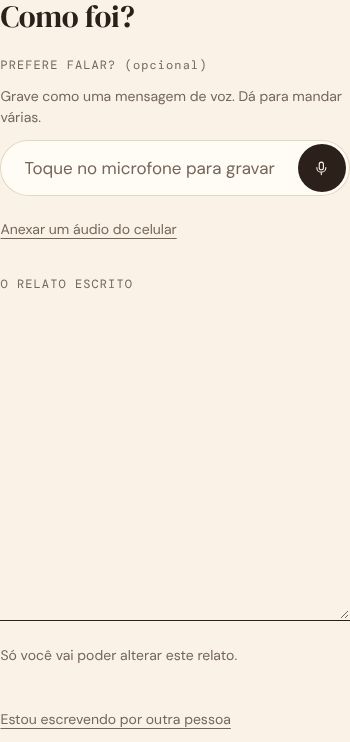 Como foi?
PREFERE FALAR? (opcional)
Grave como uma mensagem de voz. Dá para mandar
várias.
Toque no microfone para gravar
Anexar um áudio do celular
O RELATO ESCRITO
Só você vai poder alterar este relato.
Estou escrevendo por outra pessoa